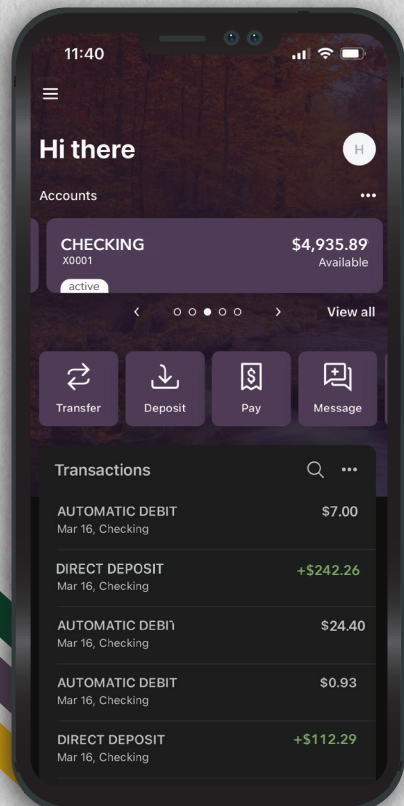 11:40
Hi there
H
Accounts
CHECKING
$4,935.89
X0001
Available
active
View all
Transfer
Deposit
$
Pay
Message
Transactions
AUTOMATIC DEBIT
$7.00
Mar 16, Checking
DIRECT DEPOSIT
+$242.26
Mar 16, Checking
AUTOMATIC DEBIT
$24.40
Mar 16, Checking
AUTOMATIC DEBIT
$0.93
Mar 16, Checking
DIRECT DEPOSIT
+$112.29
Mar 16, Checking